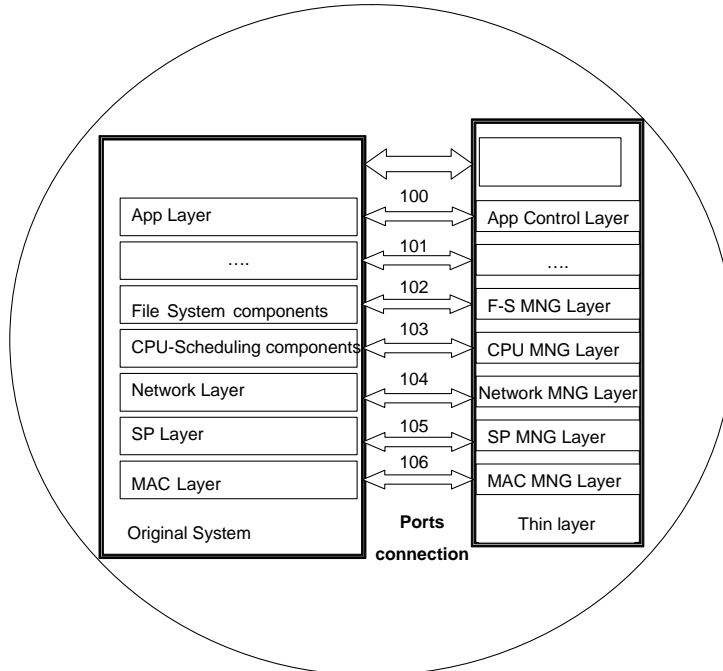 100
App Layer
App Control Layer
101
....
....
102
File System components
F-S MNG Layer
103
CPU-Scheduling components
CPU MNG Layer
104
Network Layer
Network MNG Layer
105
SP Layer
SP MNG Layer
106
MAC Layer
MAC MNG Layer
Original System
Ports
connection
Thin layer